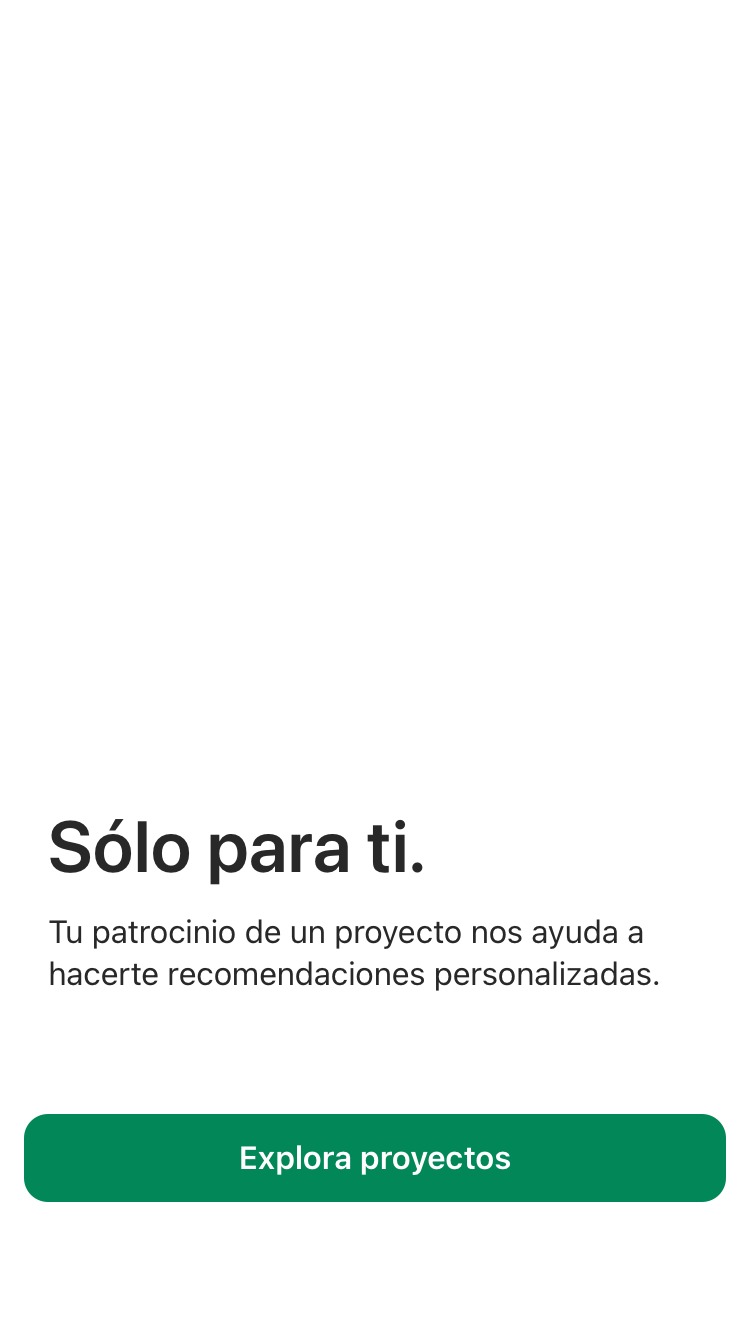 Sólo para ti.
Tu patrocinio de un proyecto nos ayuda a
hacerte recomendaciones personalizadas.
Explora proyectos